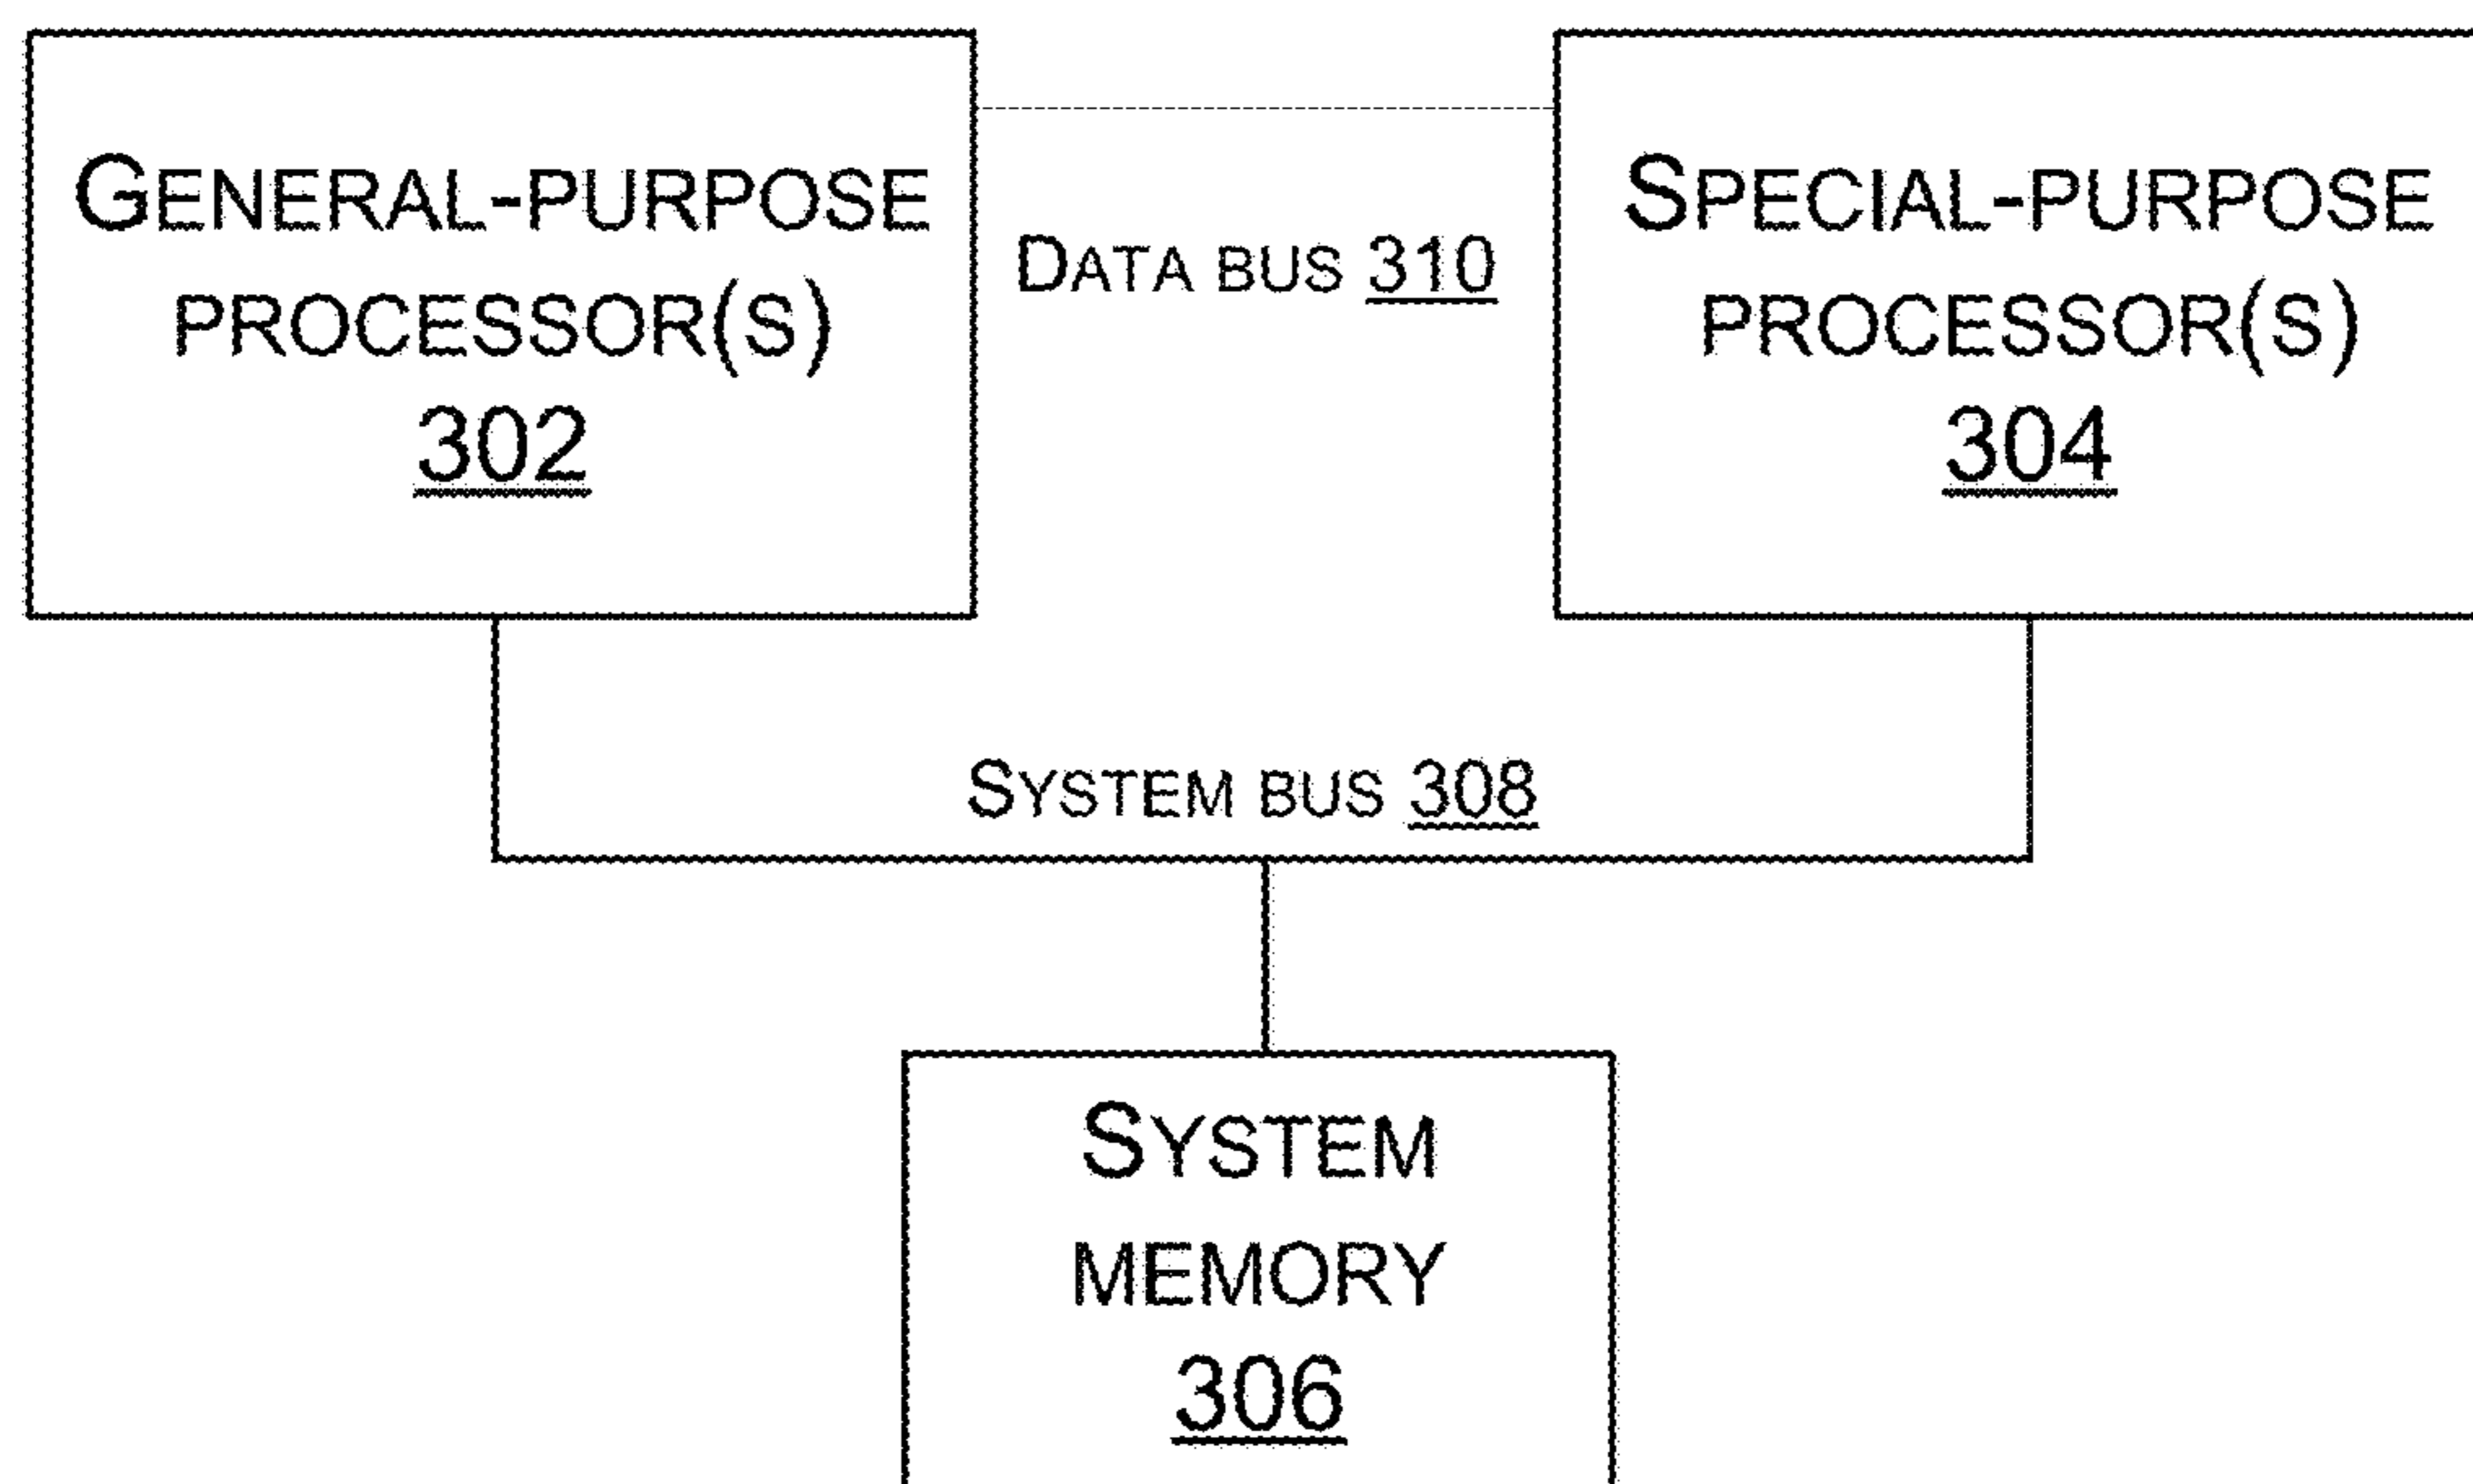 GENERAL-PURPOSE
PROCESSOR(S)
302
DATA BUS 310
SPECIAL-PURPOSE
PROCESSOR(S)
304
SYSTEM BUS 308
SYSTEM
MEMORY
306